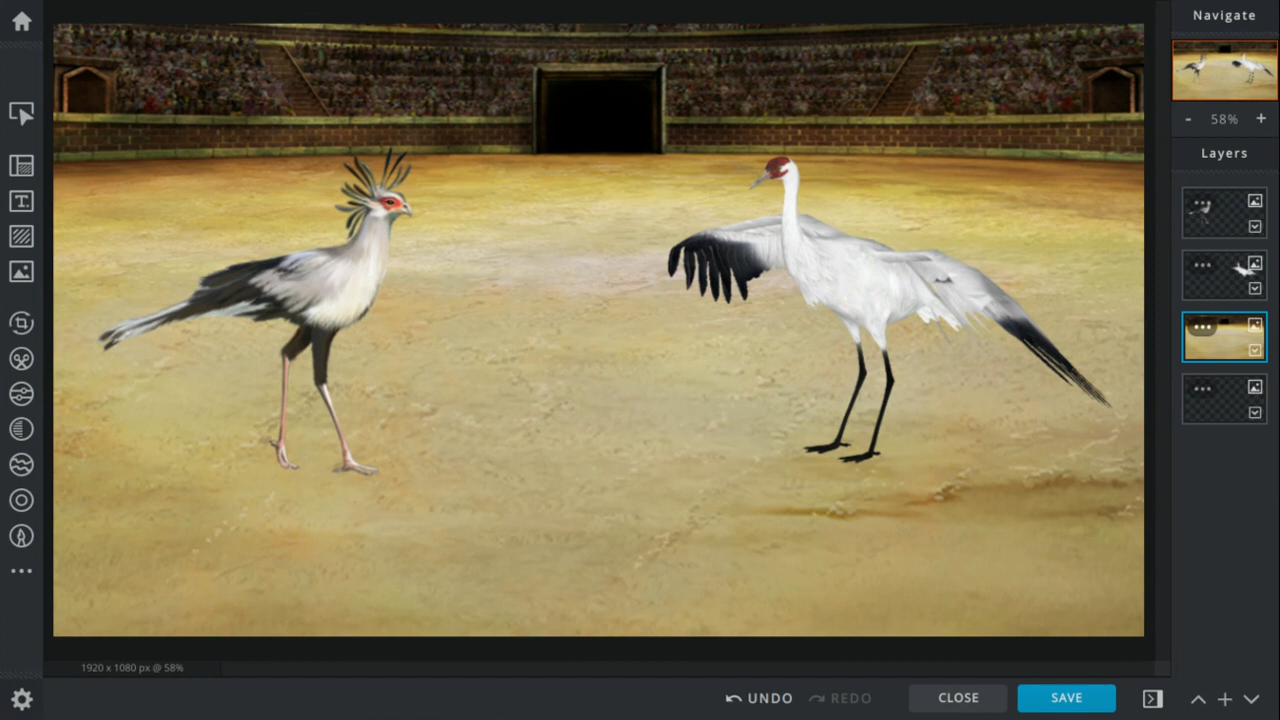 Navigate
- 58% +
Layers
1920 x 1080 px @ 58%
UNDO REDO CLOSE SAVE